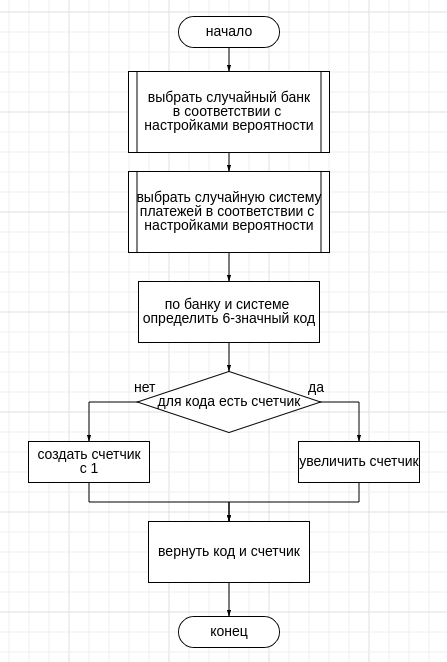 начало
выбрать случайный банк
в соответствии с
настройками вероятности
выбрать случайную систему
платежей в соответствии с
настройками вероятности
по банку и системе
определить 6-значный код
нет
да
для кода есть счетчик
создать счетчик
с 1
увеличить счетчик
вернуть код и счетчик
конец